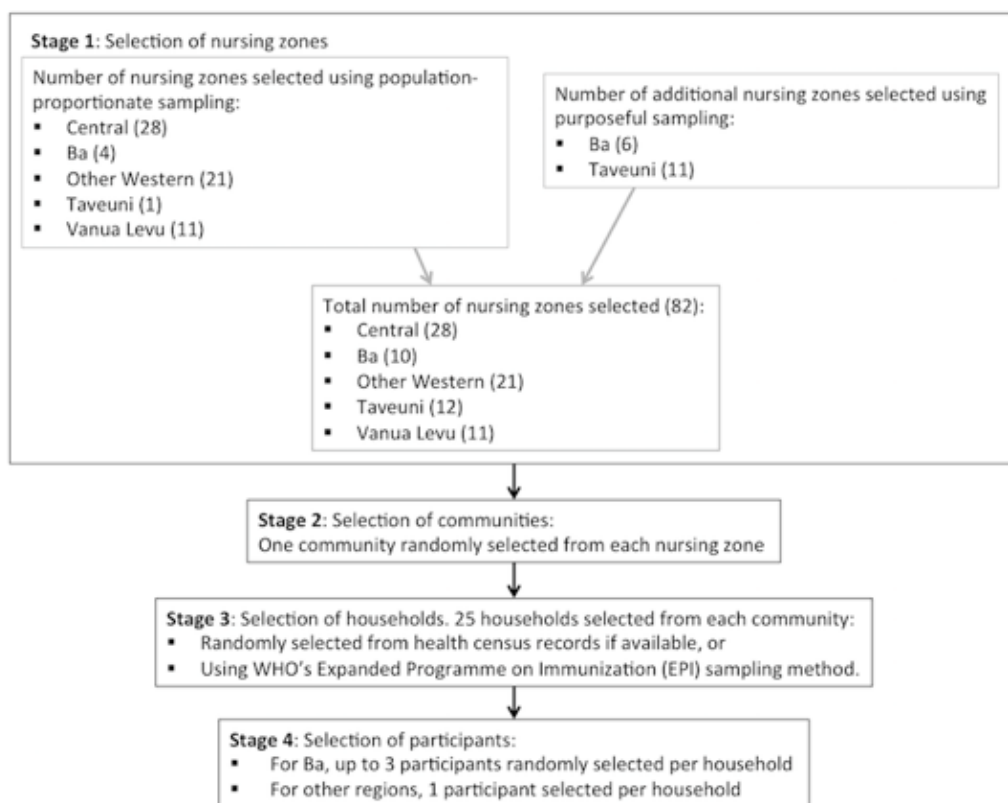 Stage 1: Selection of nursing zones
Number of nursing zones selected using population-
proportionate sampling:
▪ Central (28)
▪ Ba (4)
▪ Other Western (21)
▪ Taveuni (1)
▪ Vanua Levu (11)
Number of additional nursing zones selected using
purposeful sampling:
▪ Ba (6)
▪ Taveuni (11)
Total number of nursing zones selected (82):
▪ Central (28)
▪ Ba (10)
▪ Other Western (21)
▪ Taveuni (12)
▪ Vanua Levu (11)
Stage 2: Selection of communities:
One community randomly selected from each nursing zone
Stage 3: Selection of households. 25 households selected from each community:
▪ Randomly selected from health census records if available, or
▪ Using WHO's Expanded Programme on Immunization (EPI) sampling method.
Stage 4: Selection of participants:
▪ For Ba, up to 3 participants randomly selected per household
▪ For other regions, 1 participant selected per household